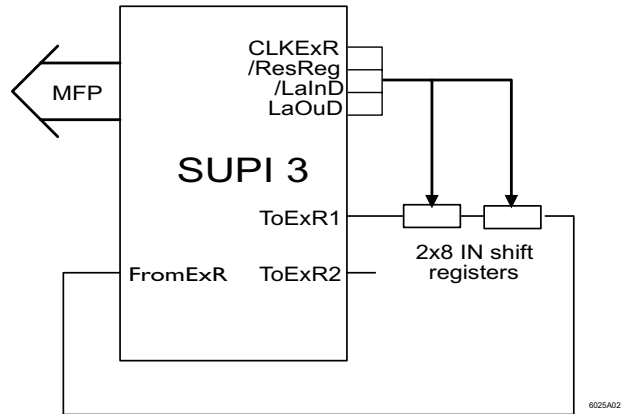 CLKExR
/ResReg
/LaInD
LaOuD
MFP
SUPI 3
ToExR1
2x8 IN shift
registers
FromExR
ToExR2
6025A02